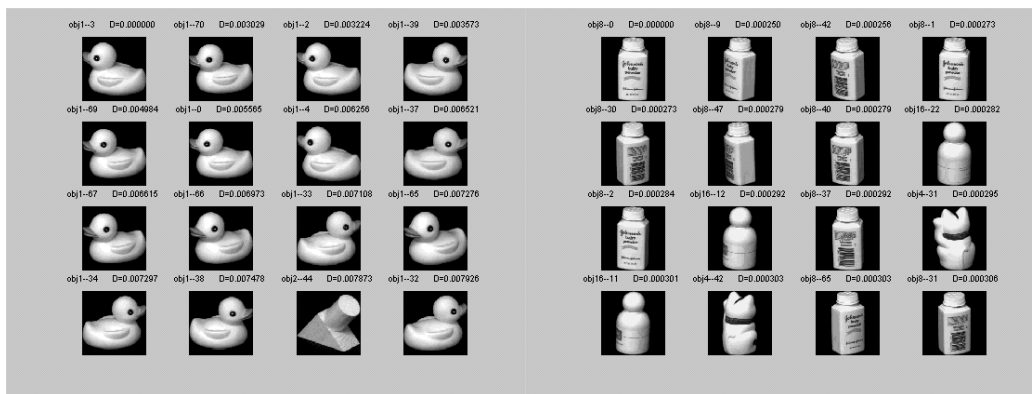 obj1--3 D=0.000000 obj1--70 D=0.003029 obj1--2 D=0.003224 obj1--39 D=0.003573
obj1--69 D=0.004984 obj1--0 D=0.005565 obj1--4 D=0.006256 obj1--37 D=0.006521
obj1--67 D=0.006615 obj1--66 D=0.006973 obj1--33 D=0.007108 obj1--65 D=0.007276
obj1--34 D=0.007297 obj1--38 D=0.007478 obj2--44 D=0.007873 obj1--32 D=0.007926
obj8--0 D=0.000000 obj8--9 D=0.000250 obj8--42 D=0.000256 obj8--1 D=0.000273
Johnson's
baby
powder
obj8--30 D=0.000273 obj8--47 D=0.000279 obj8--40 D=0.000279 obj16--22 D=0.000282
obj8--2 D=0.000284 obj16--12 D=0.000292 obj8--37 D=0.000292 obj4--31 D=0.000295
obj16--11 D=0.000301 obj4--42 D=0.000303 obj8--65 D=0.000303 obj8--31 D=0.000306